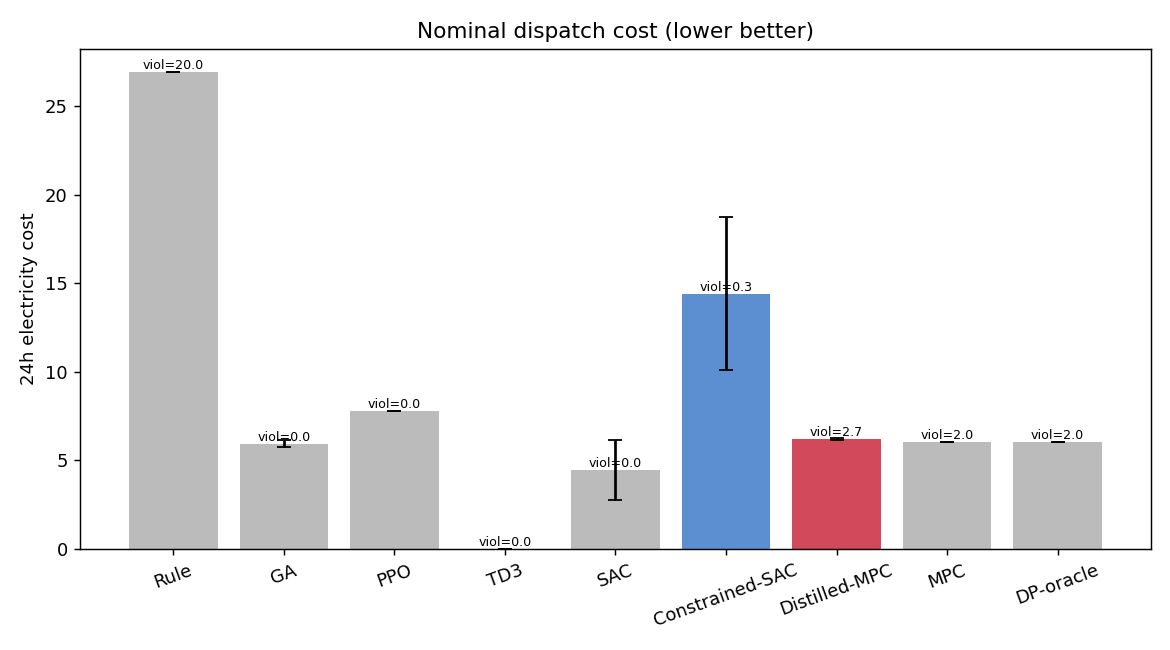 Nominal dispatch cost (lower better)
24h electricity cost
25
20
15
10
5
0
viol=20.0
viol=0.0
viol=0.0
viol=0.0
viol=0.0
viol=0.3
viol=2.7
viol=2.0
viol=2.0
Rule
GA
PPO
TD3
SAC
Constrained-SAC
Distilled-MPC
MPC
DP-oracle